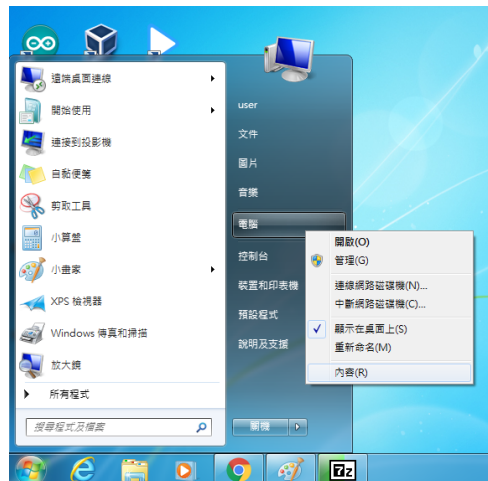 遠端桌面連線
開始使用
連接到投影機
自黏便箋
剪取工具
小算盤
小畫家
XPS 檢視器
Windows 傳真和掃描
放大鏡
所有程式
搜尋程式及檔案
user
文件
圖片
音樂
電腦
控制台
裝置和印表機
預設程式
說明及支援
關機
開啟(O)
管理(G)
連線網路磁碟機(N)...
中斷網路磁碟機(C)...
顯示在桌面上(S)
重新命名(M)
內容(R)
7z